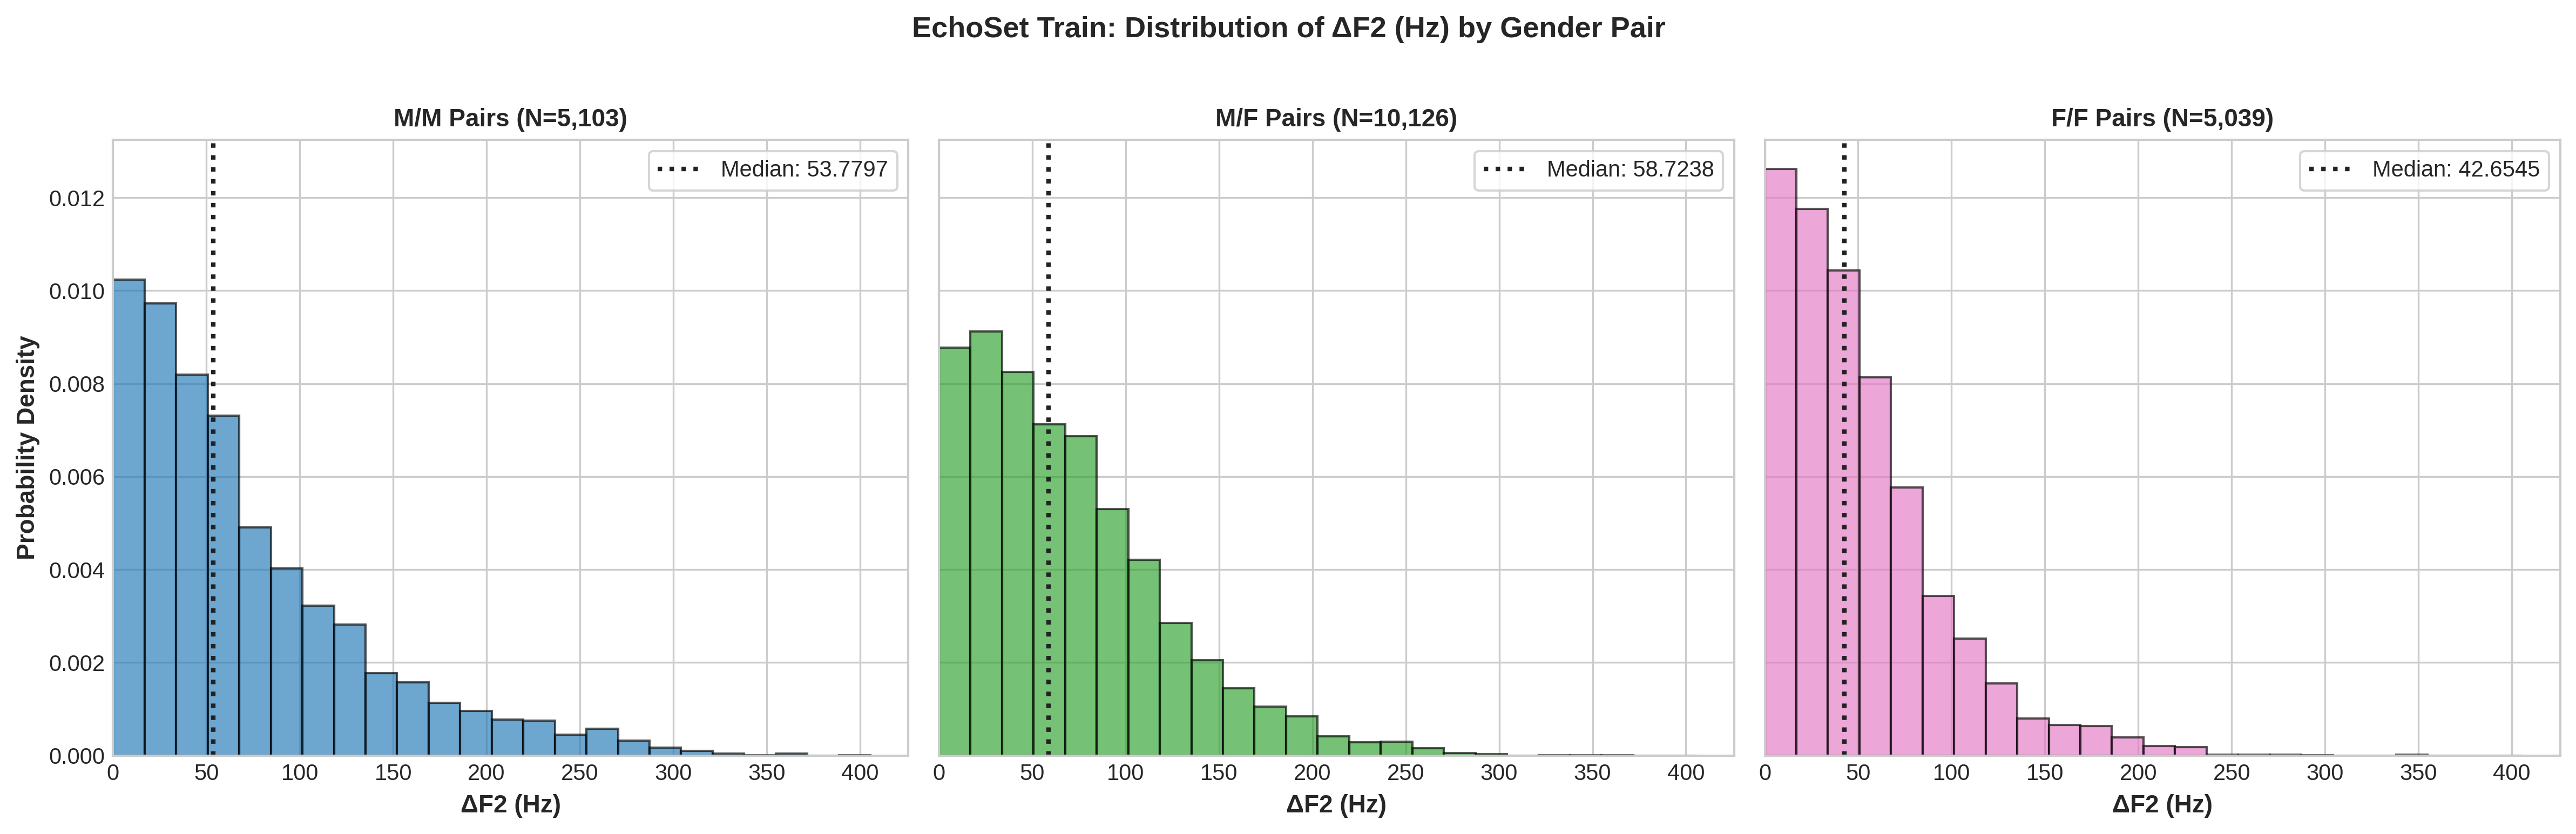 EchoSet Train: Distribution of ΔF2 (Hz) by Gender Pair
M/M Pairs (N=5,103)
Median: 53.7797
Probability Density
0.012
0.010
0.008
0.006
0.004
0.002
0.000
0 50 100 150 200 250 300 350 400
ΔF2 (Hz)
M/F Pairs (N=10,126)
Median: 58.7238
0 50 100 150 200 250 300 350 400
ΔF2 (Hz)
F/F Pairs (N=5,039)
Median: 42.6545
0 50 100 150 200 250 300 350 400
ΔF2 (Hz)